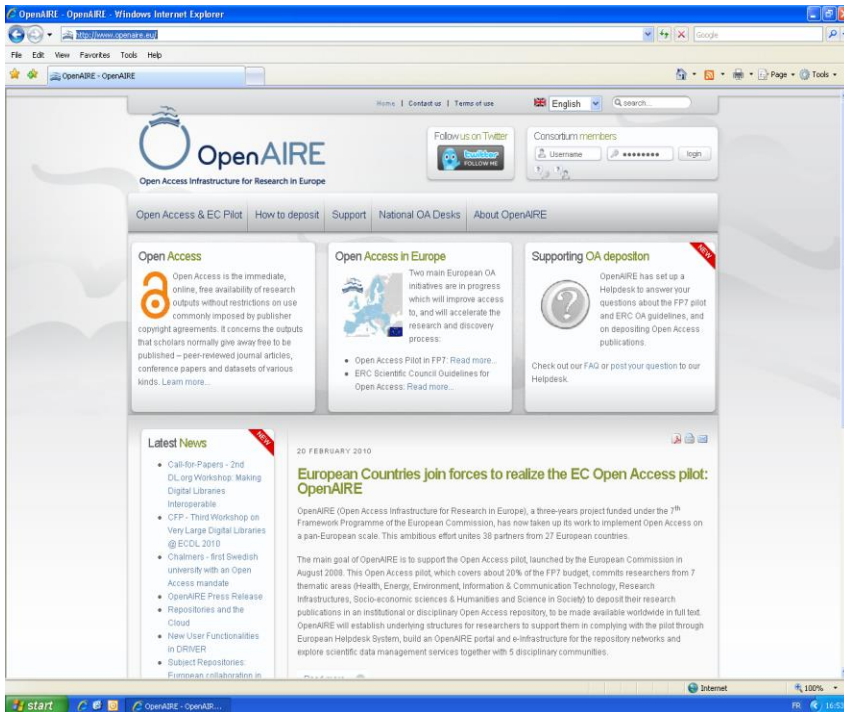 OpenAIRE - OpenAIRE - Windows Internet Explorer
http://www.openaire.eu/
Google
File Edit View Favorites Tools Help
OpenAIRE - OpenAIRE
Page Tools
Home | Contact us | Terms of use
English
search...
OpenAIRE
Open Access Infrastructure for Research in Europe
Follow us on Twitter
twitter
FOLLOW ME
Consortium members
Username
login
Open Access & EC Pilot How to deposit Support National OA Desks About OpenAIRE
Open Access
Open Access is the immediate,
online, free availability of research
outputs without restrictions on use
commonly imposed by publisher
copyright agreements. It concerns the outputs
that scholars normally give away free to be
published – peer-reviewed journal articles,
conference papers and datasets of various
kinds. Learn more...
Open Access in Europe
Two main European OA
initiatives are in progress
which will improve access
to, and will accelerate the
research and discovery
process:
• Open Access Pilot in FP7: Read more...
• ERC Scientific Council Guidelines for
Open Access: Read more...
NEW
Supporting OA depositon
OpenAIRE has set up a
Helpdesk to answer your
questions about the FP7 pilot
and ERC OA guidelines, and
on depositing Open Access
publications.
Check out our FAQ or post your question to our
Helpdesk.
NEW
Latest News
• Call-for-Papers - 2nd
DL.org Workshop: Making
Digital Libraries
Interoperable
• CFP - Third Workshop on
Very Large Digital Libraries
@ ECDL 2010
• Chalmers - first Swedish
university with an Open
Access mandate
• OpenAIRE Press Release
• Repositories and the
Cloud
• New User Functionalities
in DRIVER
• Subject Repositories:
European collaboration in
20 FEBRUARY 2010
European Countries join forces to realize the EC Open Access pilot:
OpenAIRE
OpenAIRE (Open Access Infrastructure for Research in Europe), a three-years project funded under the 7th
Framework Programme of the European Commission, has now taken up its work to implement Open Access on
a pan-European scale. This ambitious effort unites 38 partners from 27 European countries.
The main goal of OpenAIRE is to support the Open Access pilot, launched by the European Commission in
August 2008. This Open Access pilot, which covers about 20% of the FP7 budget, commits researchers from 7
thematic areas (Health, Energy, Environment, Information & Communication Technology, Research
Infrastructures, Socio-economic sciences & Humanities and Science in Society) to deposit their research
publications in an institutional or disciplinary Open Access repository, to be made available worldwide in full text.
OpenAIRE will establish underlying structures for researchers to support them in complying with the pilot through
European Helpdesk System, build an OpenAIRE portal and e-Infrastructure for the repository networks and
explore scientific data management services together with 5 disciplinary communities.
Internet
100%
start
OpenAIRE - OpenAIR...
FR